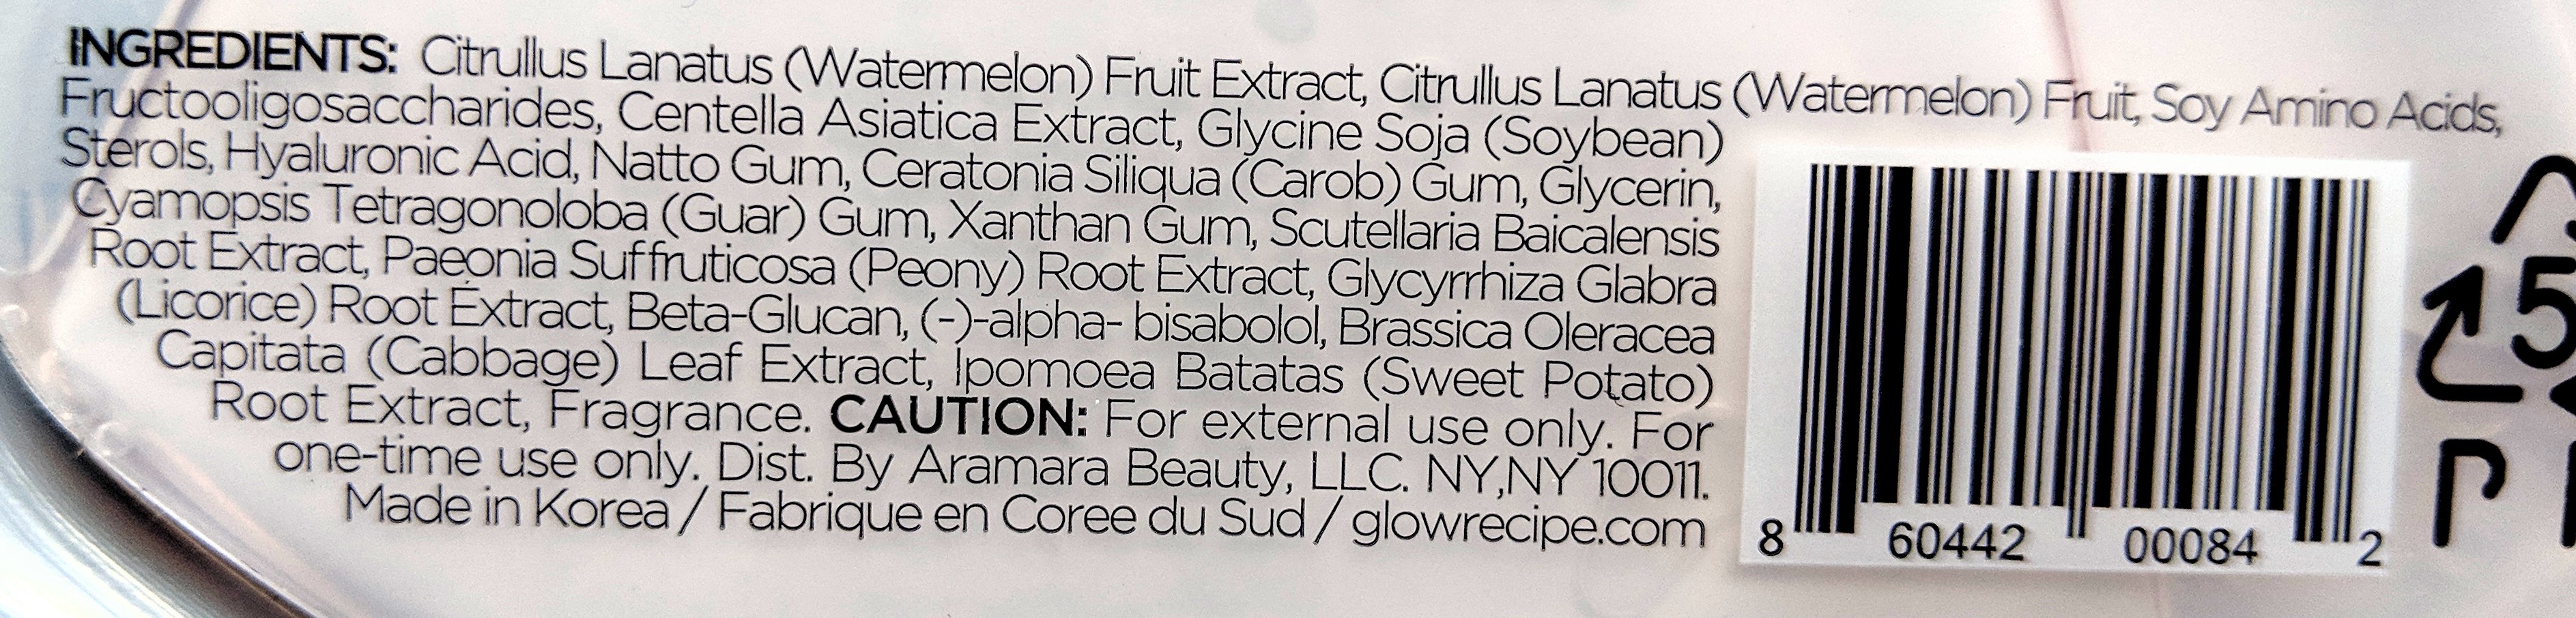 INGREDIENTS: Citrullus Lanatus (Watermelon) Fruit Extract, Citrullus Lanatus (Watermelon) Fruit, Soy Amino Acids,
Fructooligosaccharides, Centella Asiatica Extract, Glycine Soja (Soybean)
Sterols, Hyaluronic Acid, Natto Gum, Ceratonia Siliqua (Carob) Gum, Glycerin,
Cyamopsis Tetragonoloba (Guar) Gum, Xanthan Gum, Scutellaria Baicalensis
Root Extract, Paeonia Suffruticosa (Peony) Root Extract, Glycyrrhiza Glabra
(Licorice) Root Extract, Beta-Glucan, (-)-alpha- bisabolol, Brassica Oleracea
Capitata (Cabbage) Leaf Extract, Ipomoea Batatas (Sweet Potato)
Root Extract, Fragrance. CAUTION: For external use only. For
one-time use only. Dist. By Aramara Beauty, LLC. NY,NY 10011.
Made in Korea / Fabrique en Coree du Sud / glowrecipe.com
8 60442 00084 2
5